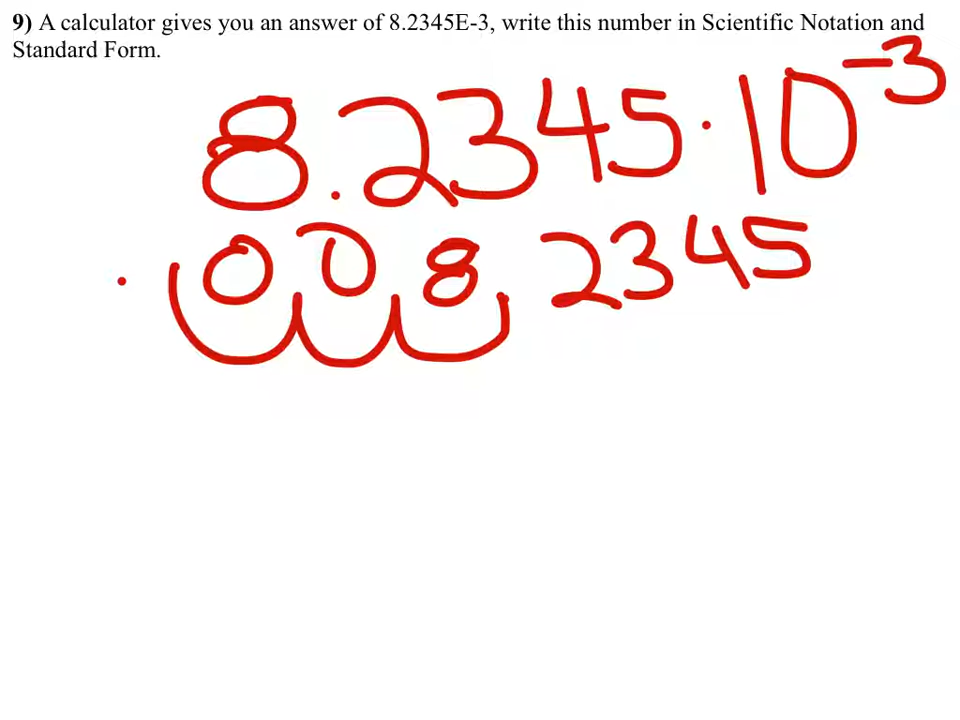 9) A calculator gives you an answer of 8.2345E-3, write this number in Scientific Notation and
Standard Form.
8.2345·10⁻³
.008.2345